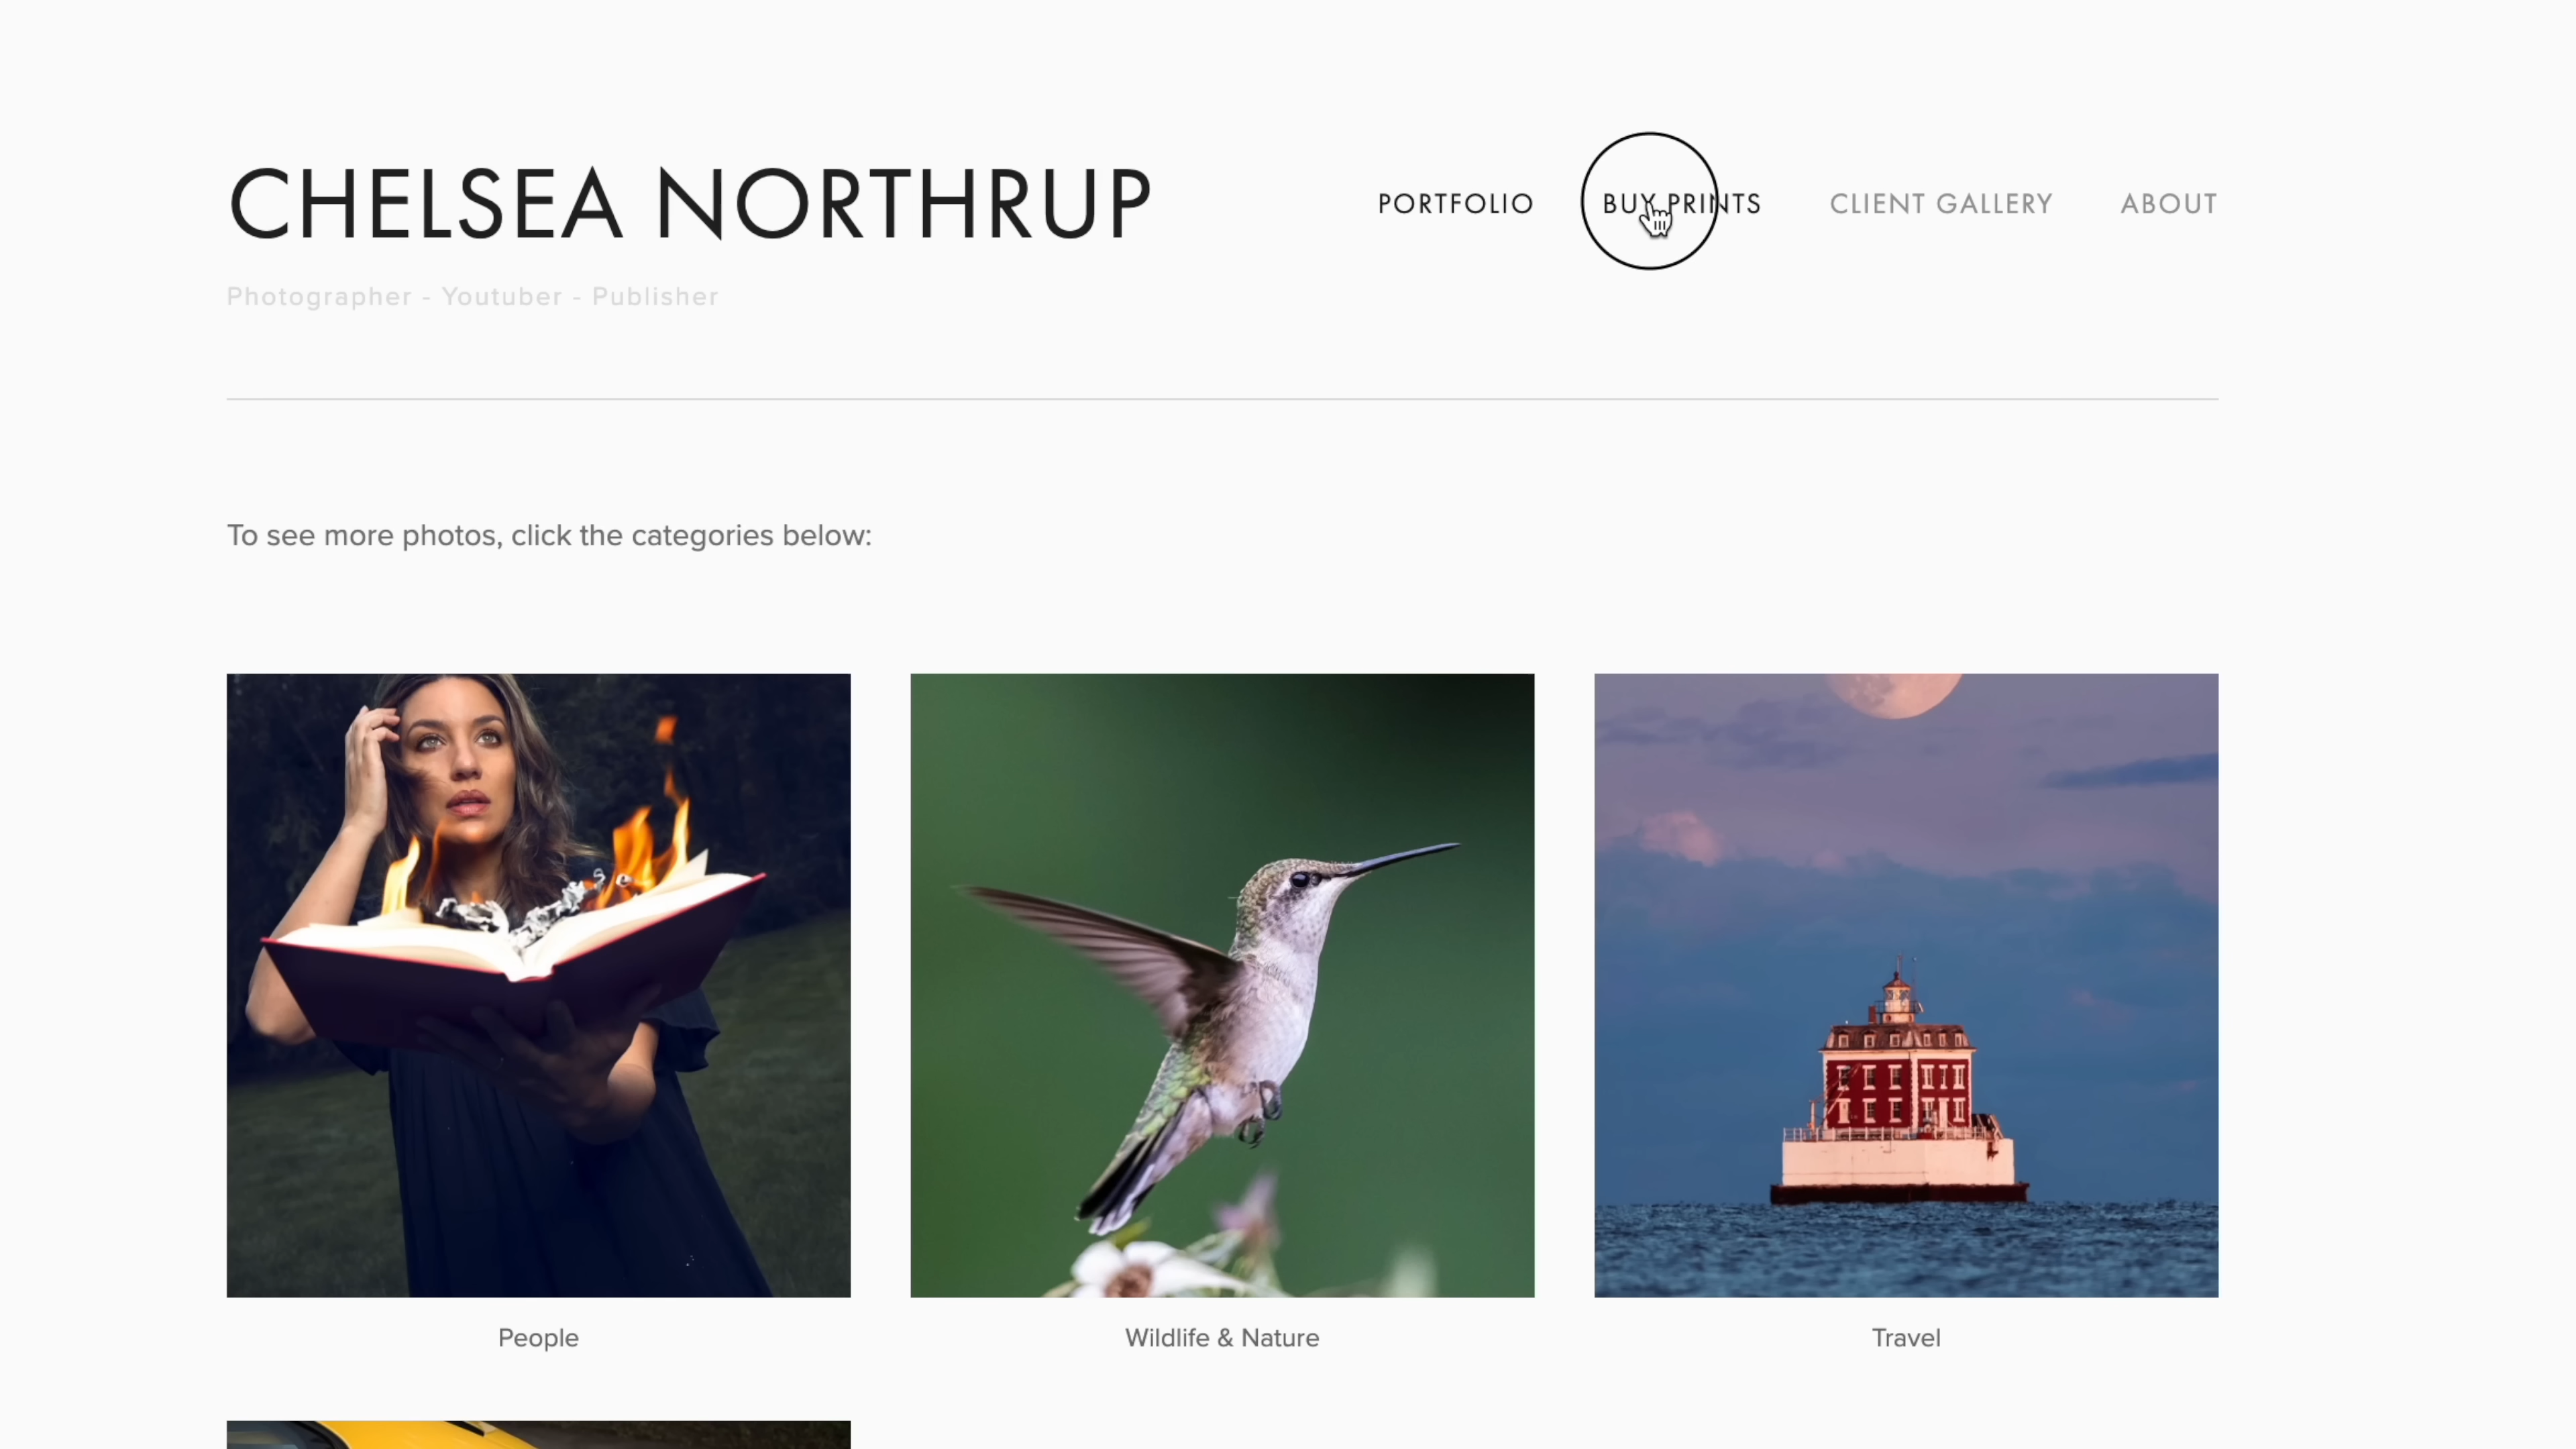 CHELSEA NORTHRUP
PORTFOLIO BUY PRINTS CLIENT GALLERY ABOUT
Photographer - Youtuber - Publisher
To see more photos, click the categories below:
People Wildlife & Nature Travel